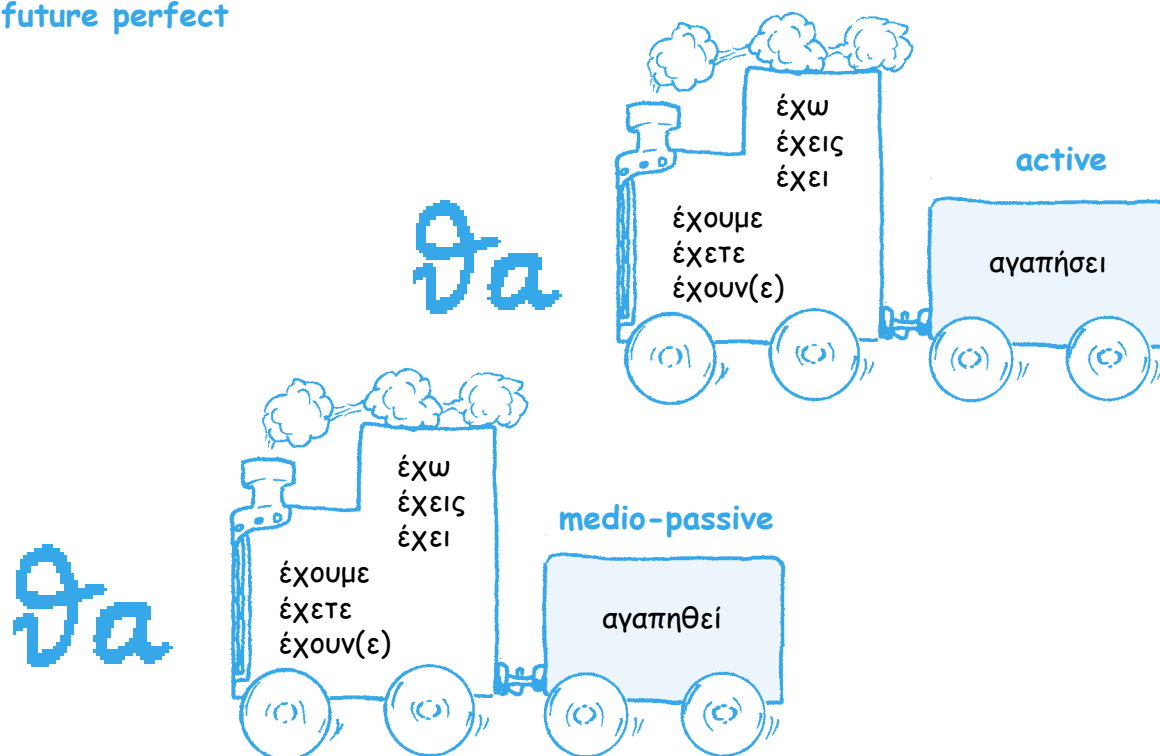 future perfect
έχω
έχεις
έχει
έχουμε
έχετε
έχουν(ε)
θα
active
αγαπήσει
έχω
έχεις
έχει
έχουμε
έχετε
έχουν(ε)
θα
medio-passive
αγαπηθεί